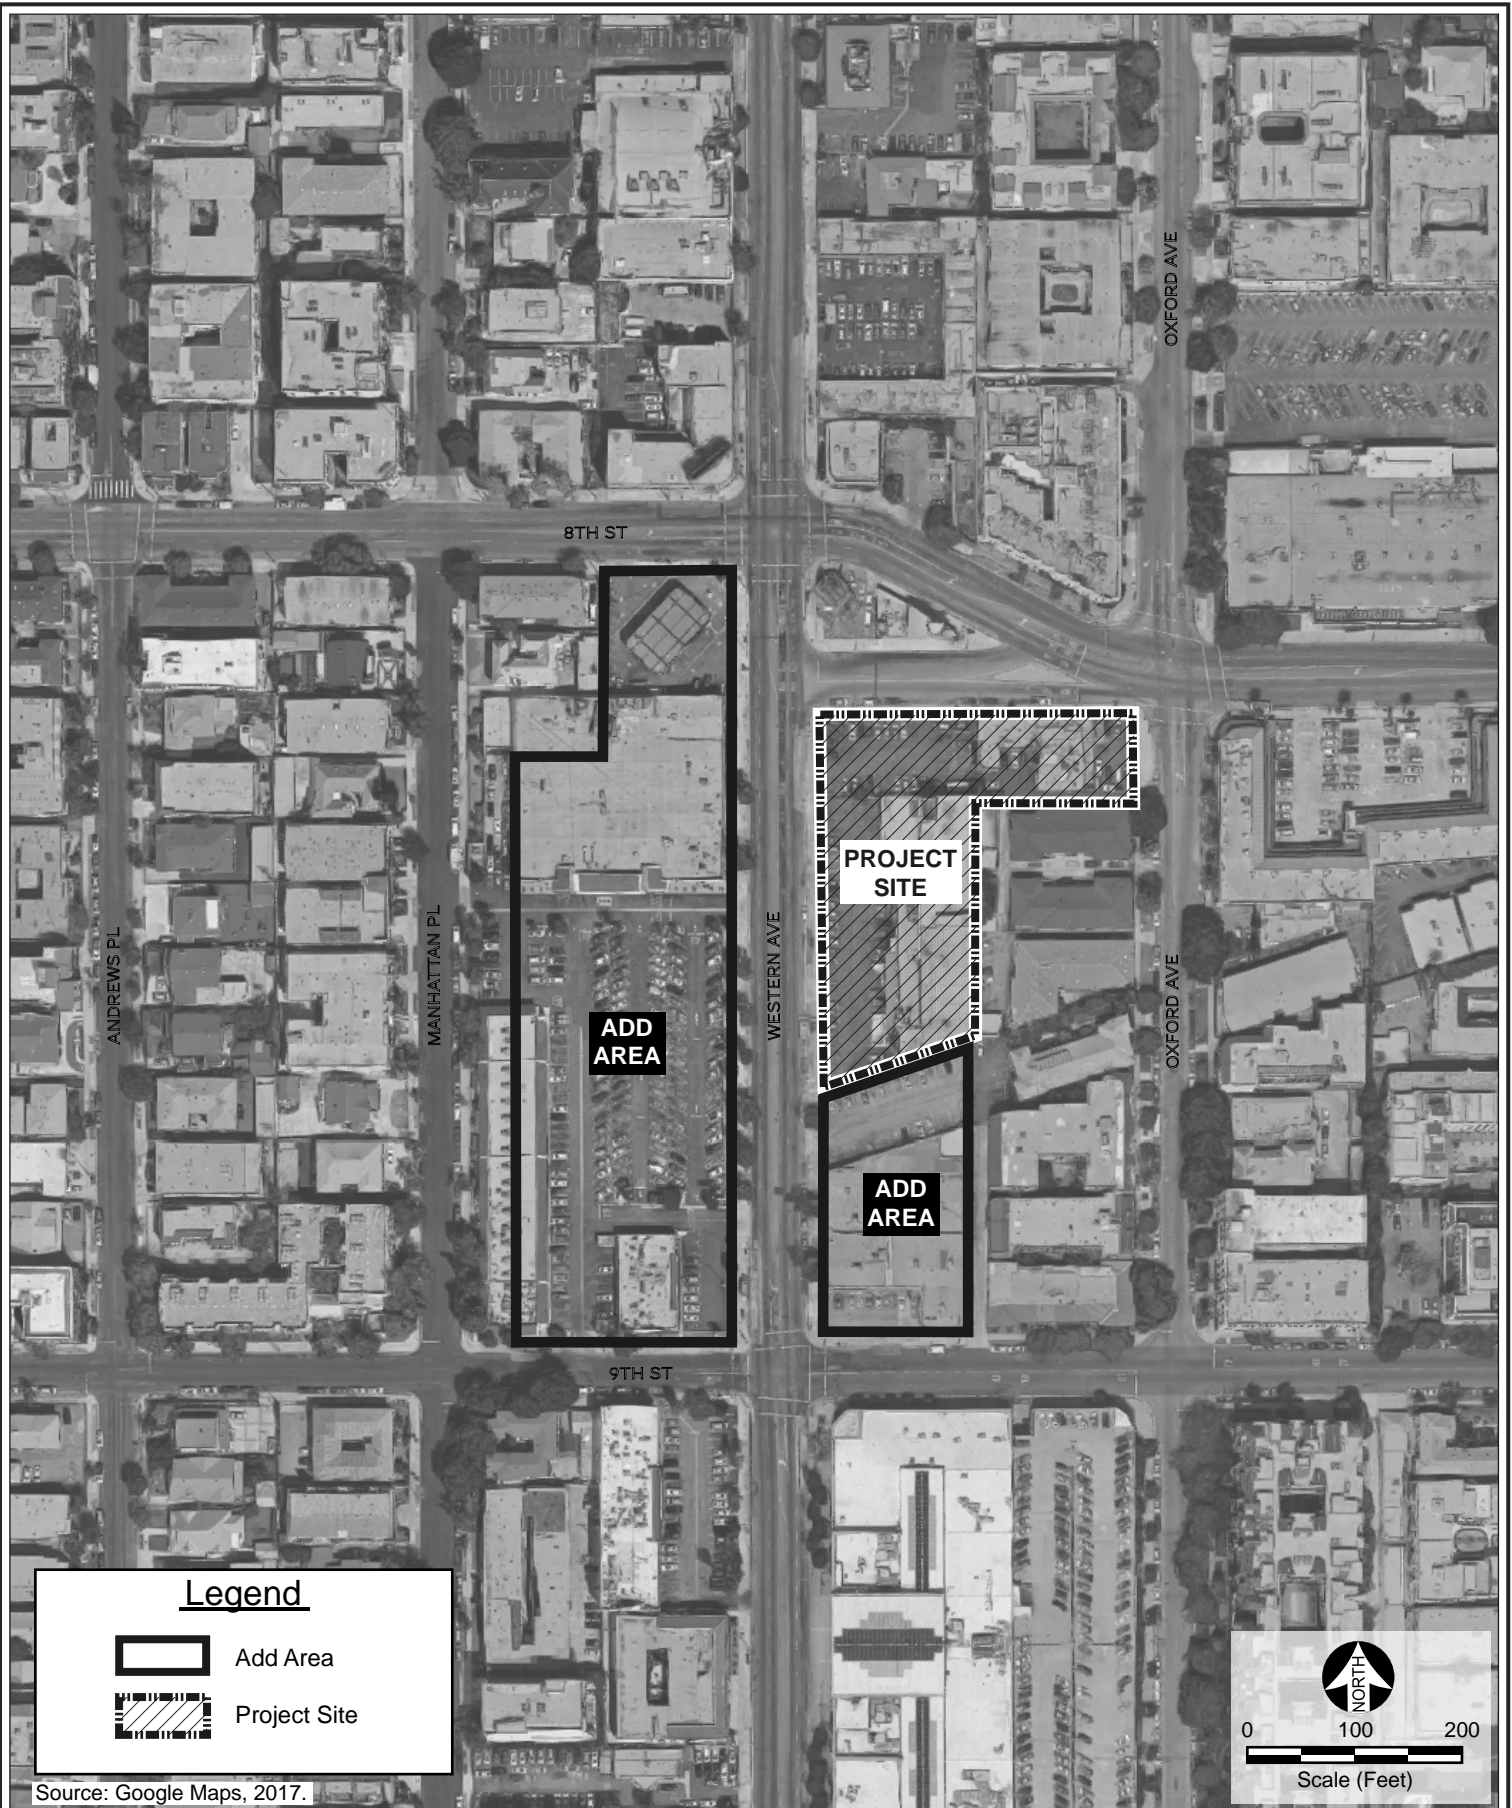 OXFORD AVE
8TH ST
PROJECT
SITE
ANDREWS PL
MANHATTAN PL
WESTERN AVE
OXFORD AVE
ADD
AREA
ADD
AREA
9TH ST
Legend
Add Area
Project Site
NORTH
0 100 200
Scale (Feet)
Source: Google Maps, 2017.